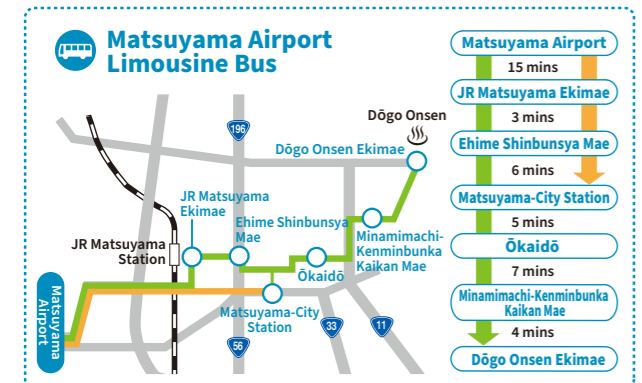 Matsuyama Airport
Limousine Bus
196
Dōgo Onsen
Dōgo Onsen Ekimae
JR Matsuyama
Ekimae
Ehime Shinbunsya
Mae
JR Matsuyama
Station
Minamimachi-
Kenminbunka
Kaikan Mae
Ōkaidō
Matsuyama-City
Station
Matsuyama
Airport
33
11
56
Matsuyama Airport
15 mins
JR Matsuyama Ekimae
3 mins
Ehime Shinbunsya Mae
6 mins
Matsuyama-City Station
5 mins
Ōkaidō
7 mins
Minamimachi-Kenminbunka
Kaikan Mae
4 mins
Dōgo Onsen Ekimae